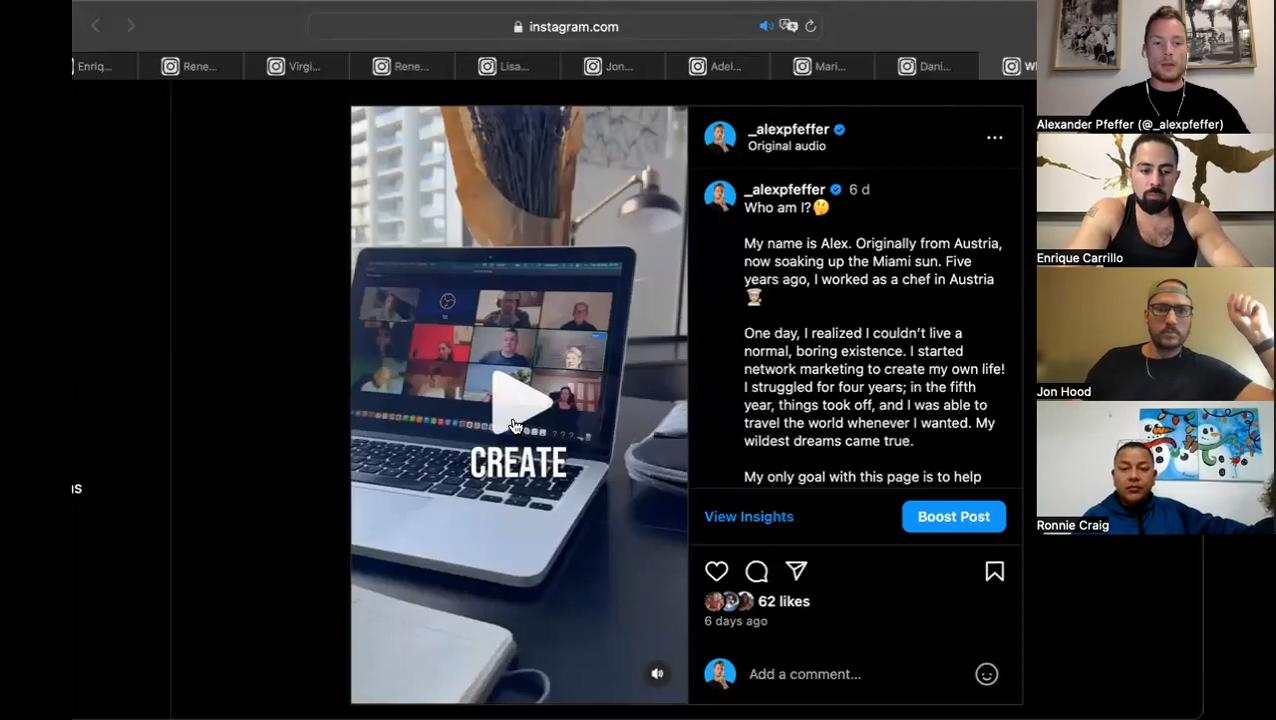 instagram.com
Enriq...
Rene...
Virgi...
Rene...
Lisa...
Jon...
Adel...
Mari...
Dani...
_alexpfeffer
Original audio
_alexpfeffer 6 d
Who am I?🤔
My name is Alex. Originally from Austria,
now soaking up the Miami sun. Five
years ago, I worked as a chef in Austria
👨🏼‍🍳
One day, I realized I couldn't live a
normal, boring existence. I started
network marketing to create my own life!
I struggled for four years; in the fifth
year, things took off, and I was able to
travel the world whenever I wanted. My
wildest dreams came true.
My only goal with this page is to help
CREATE
View Insights
Boost Post
62 likes
6 days ago
Add a comment...
Alexander Pfeffer (@_alexpfeffer)
Enrique Carrillo
Jon Hood
Ronnie Craig